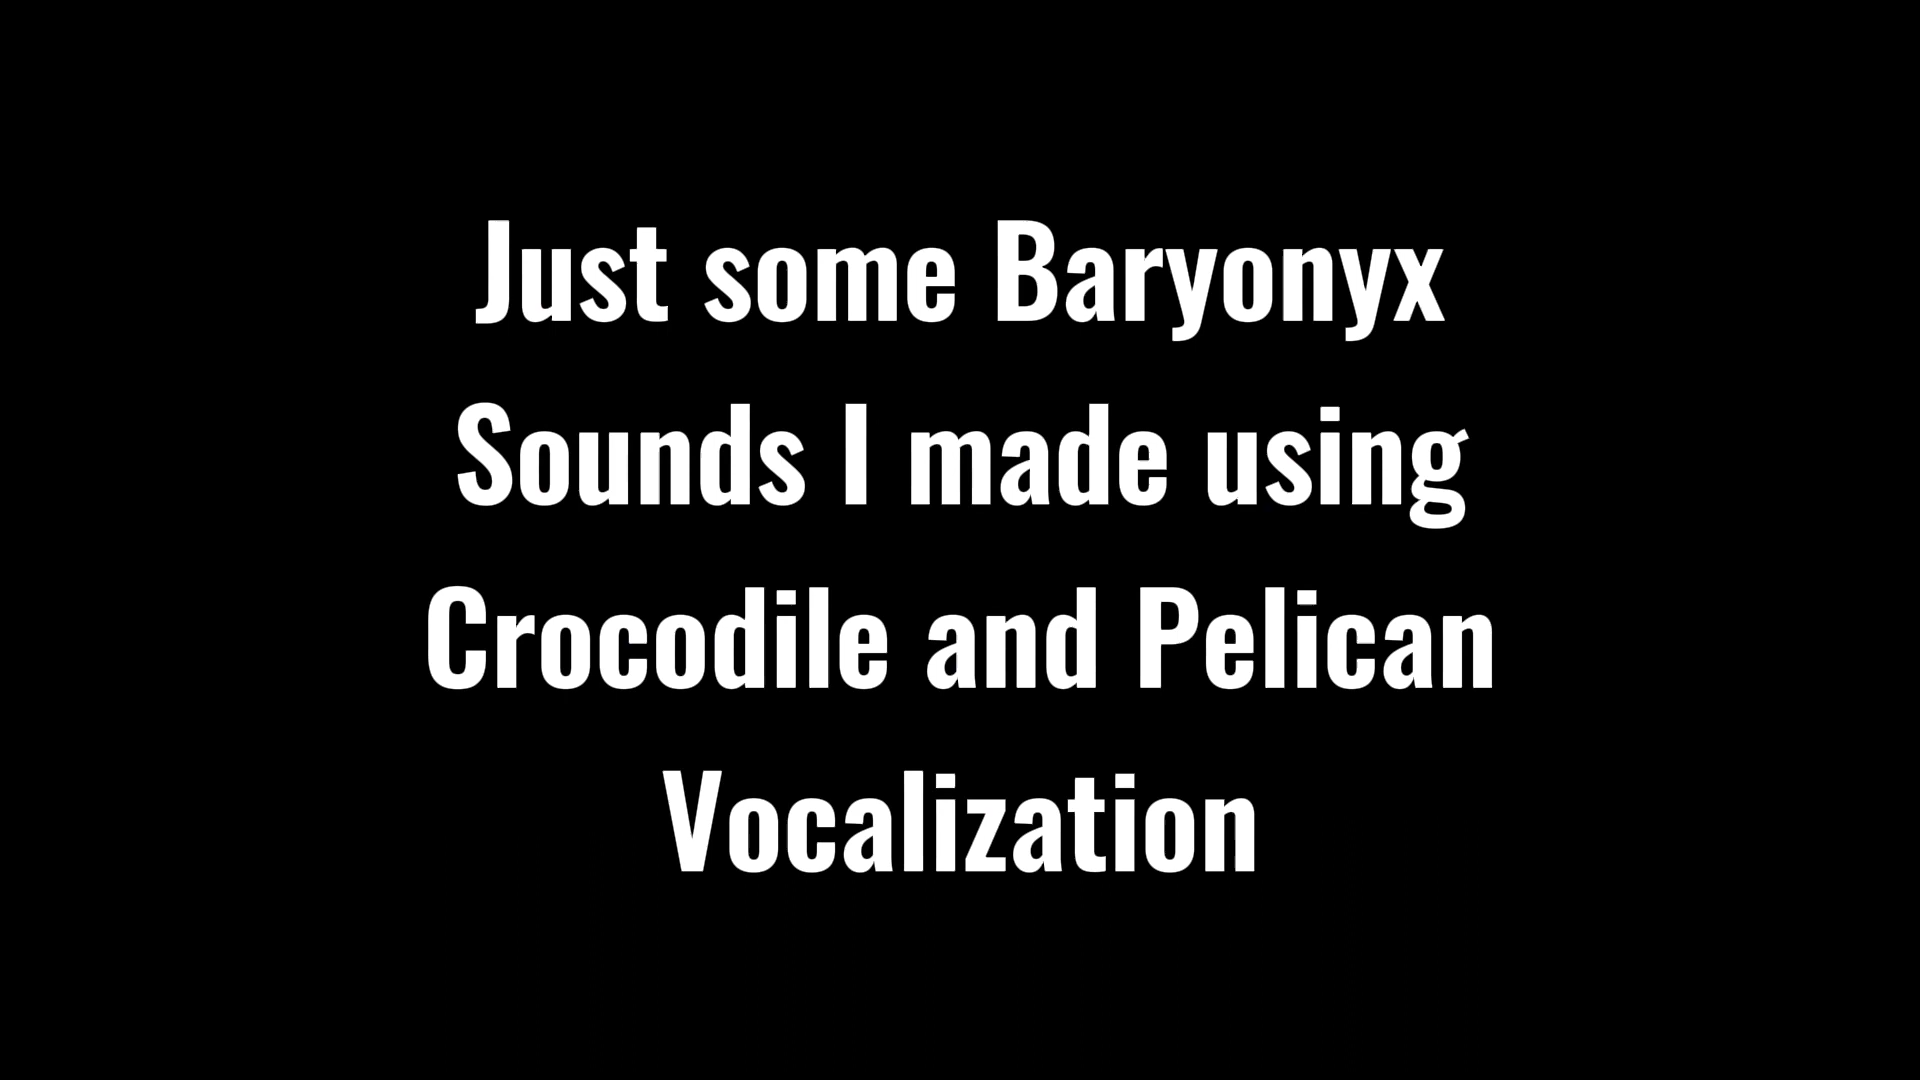 Just some Baryonyx
Sounds I made using
Crocodile and Pelican
Vocalization